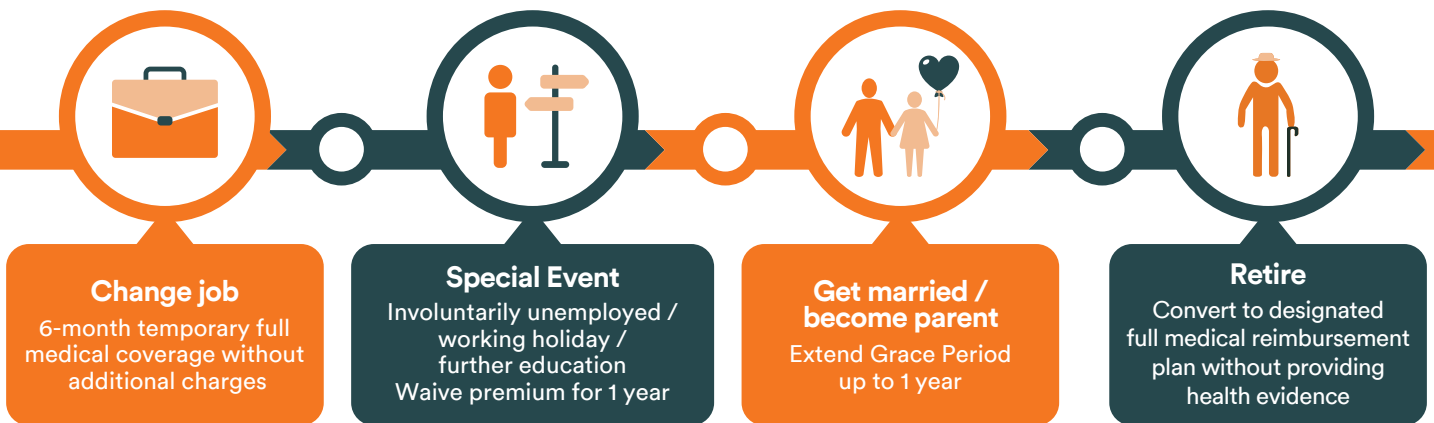 Change job
6-month temporary full
medical coverage without
additional charges
Special Event
Involuntarily unemployed /
working holiday /
further education
Waive premium for 1 year
Get married /
become parent
Extend Grace Period
up to 1 year
Retire
Convert to designated
full medical reimbursement
plan without providing
health evidence